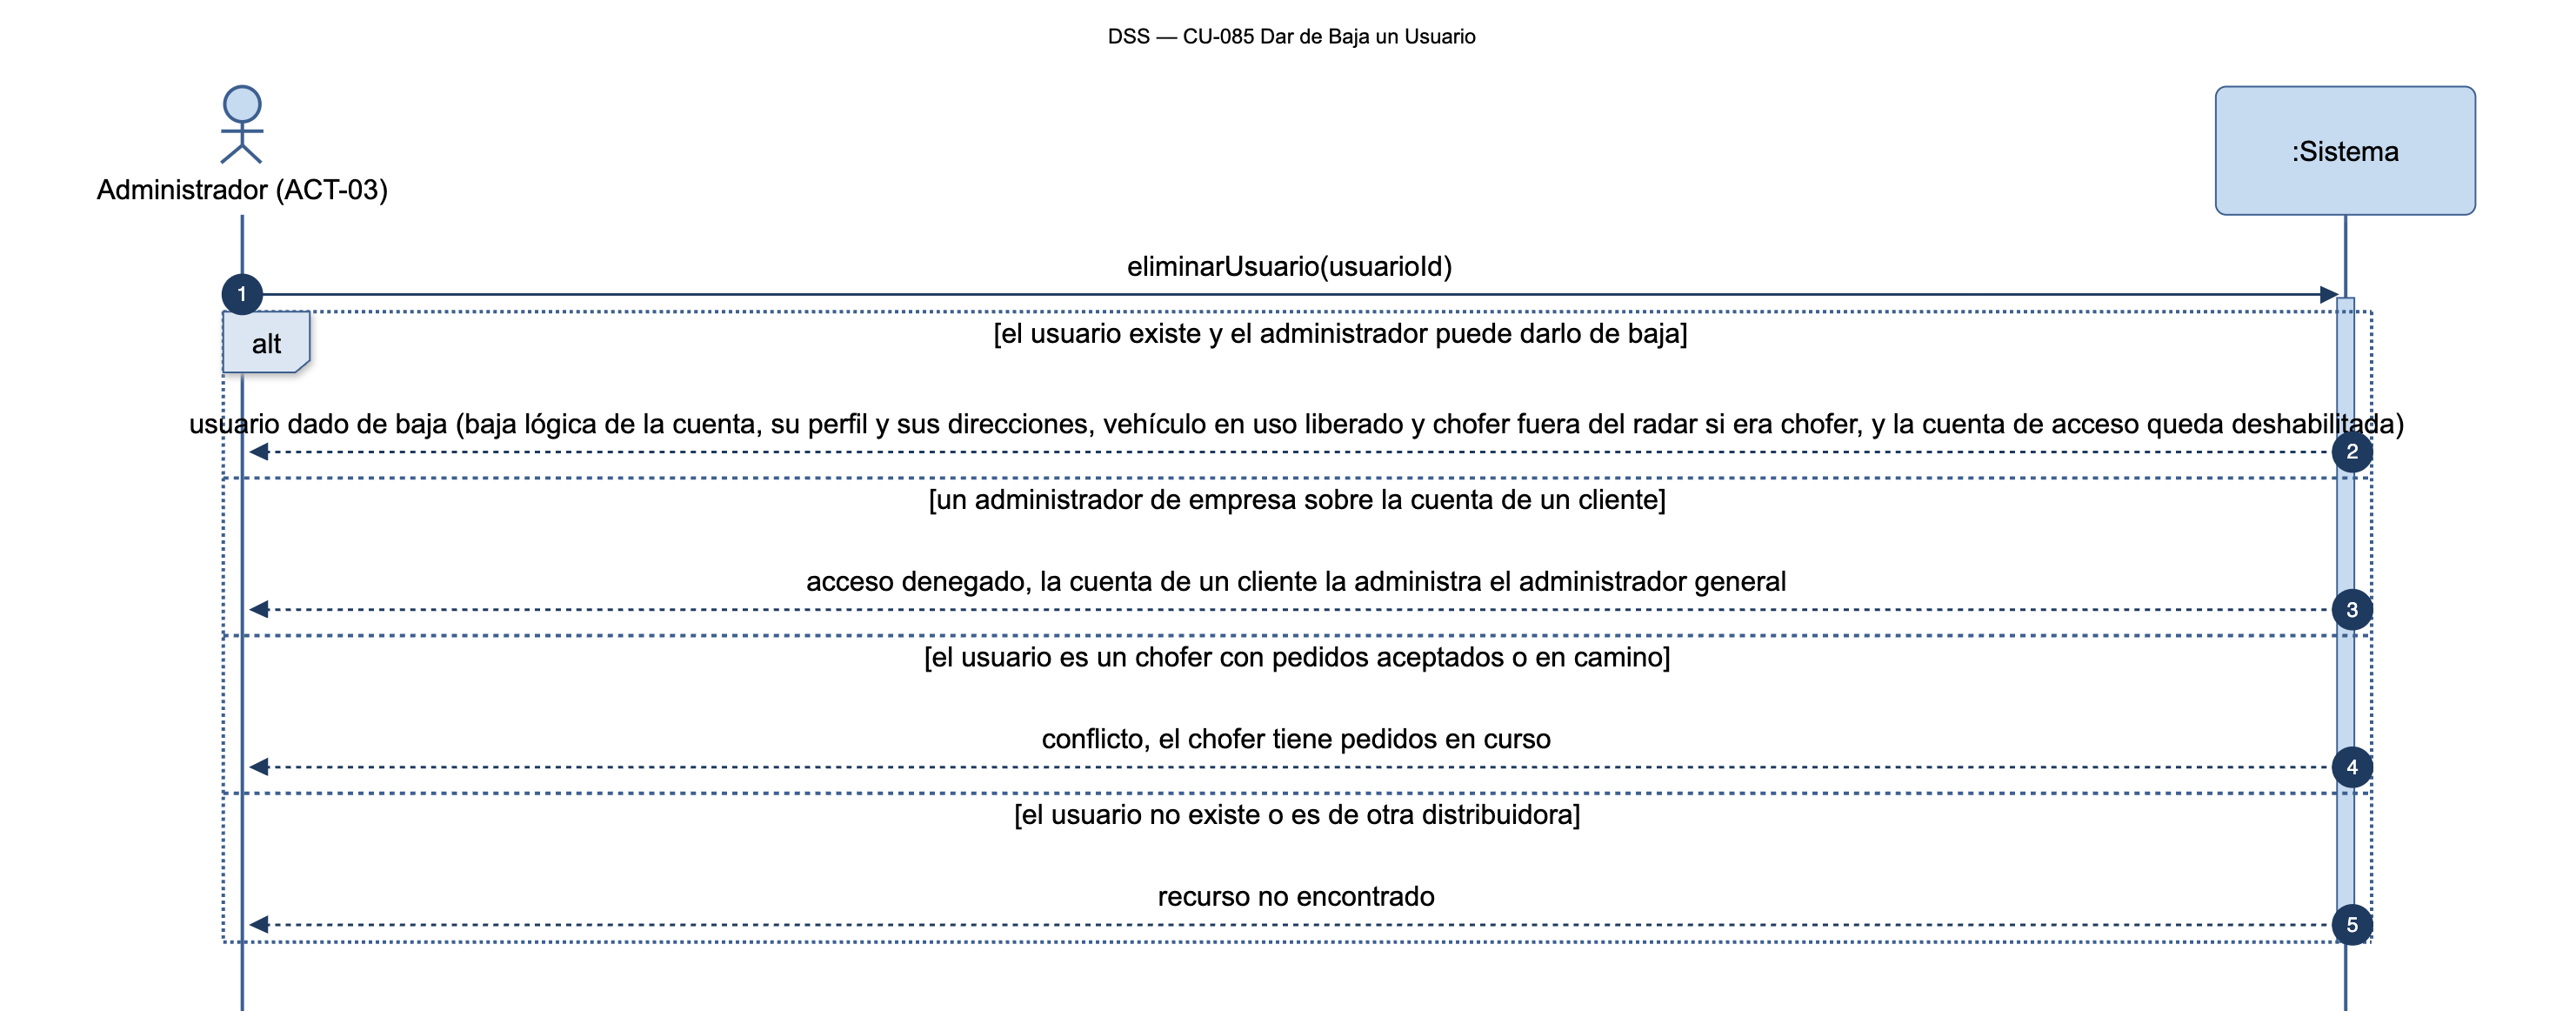 DSS — CU-085 Dar de Baja un Usuario
Administrador (ACT-03)
:Sistema
eliminarUsuario(usuarioId)
1
alt
[el usuario existe y el administrador puede darlo de baja]
usuario dado de baja (baja lógica de la cuenta, su perfil y sus direcciones, vehículo en uso liberado y chofer fuera del radar si era chofer, y la cuenta de acceso queda deshabilitada)
2
[un administrador de empresa sobre la cuenta de un cliente]
acceso denegado, la cuenta de un cliente la administra el administrador general
3
[el usuario es un chofer con pedidos aceptados o en camino]
conflicto, el chofer tiene pedidos en curso
4
[el usuario no existe o es de otra distribuidora]
recurso no encontrado
5